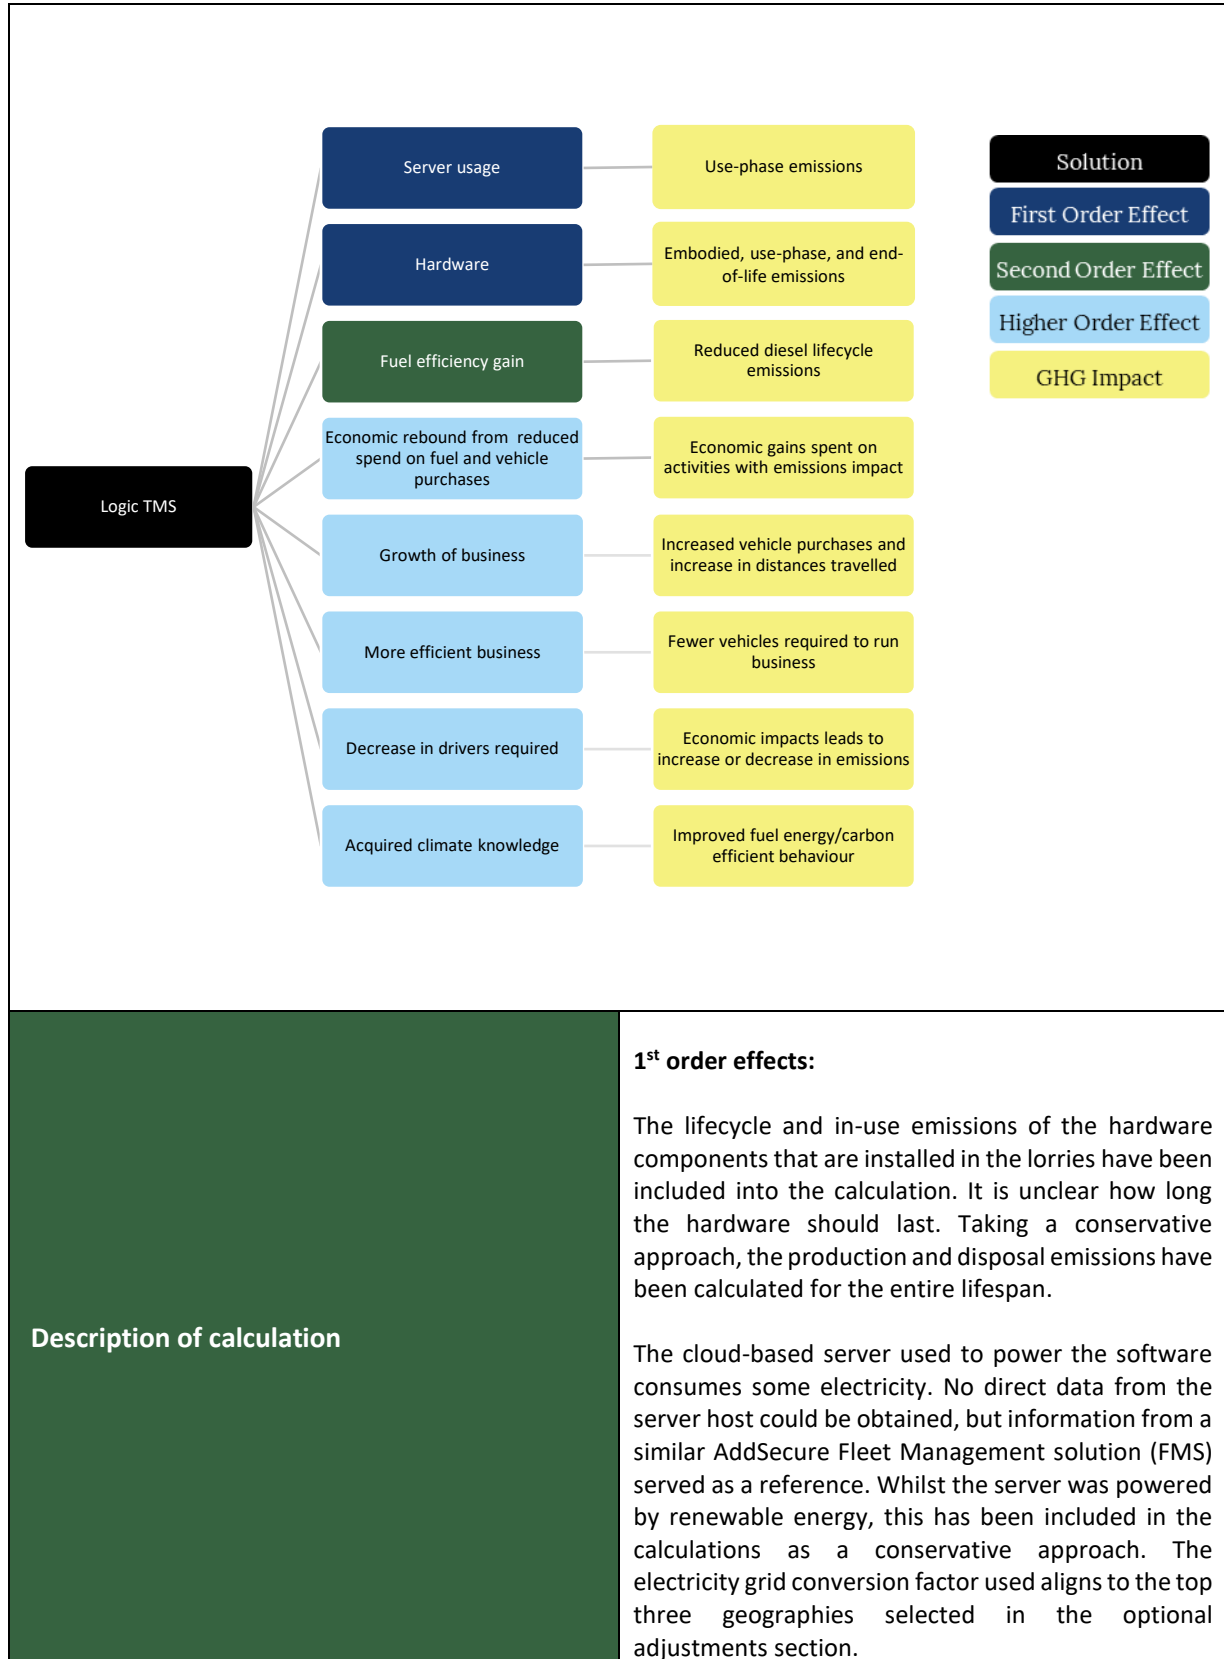 Server usage
Use-phase emissions
Hardware
Embodied, use-phase, and end-
of-life emissions
Fuel efficiency gain
Reduced diesel lifecycle
emissions
Economic rebound from reduced
spend on fuel and vehicle
purchases
Economic gains spent on
activities with emissions impact
Logic TMS
Growth of business
Increased vehicle purchases and
increase in distances travelled
More efficient business
Fewer vehicles required to run
business
Decrease in drivers required
Economic impacts leads to
increase or decrease in emissions
Acquired climate knowledge
Improved fuel energy/carbon
efficient behaviour
Solution
First Order Effect
Second Order Effect
Higher Order Effect
GHG Impact
Description of calculation
1st order effects:
The lifecycle and in-use emissions of the hardware
components that are installed in the lorries have been
included into the calculation. It is unclear how long
the hardware should last. Taking a conservative
approach, the production and disposal emissions have
been calculated for the entire lifespan.
The cloud-based server used to power the software
consumes some electricity. No direct data from the
server host could be obtained, but information from a
similar AddSecure Fleet Management solution (FMS)
served as a reference. Whilst the server was powered
by renewable energy, this has been included in the
calculations as a conservative approach. The
electricity grid conversion factor used aligns to the top
three geographies selected in the optional
adjustments section.